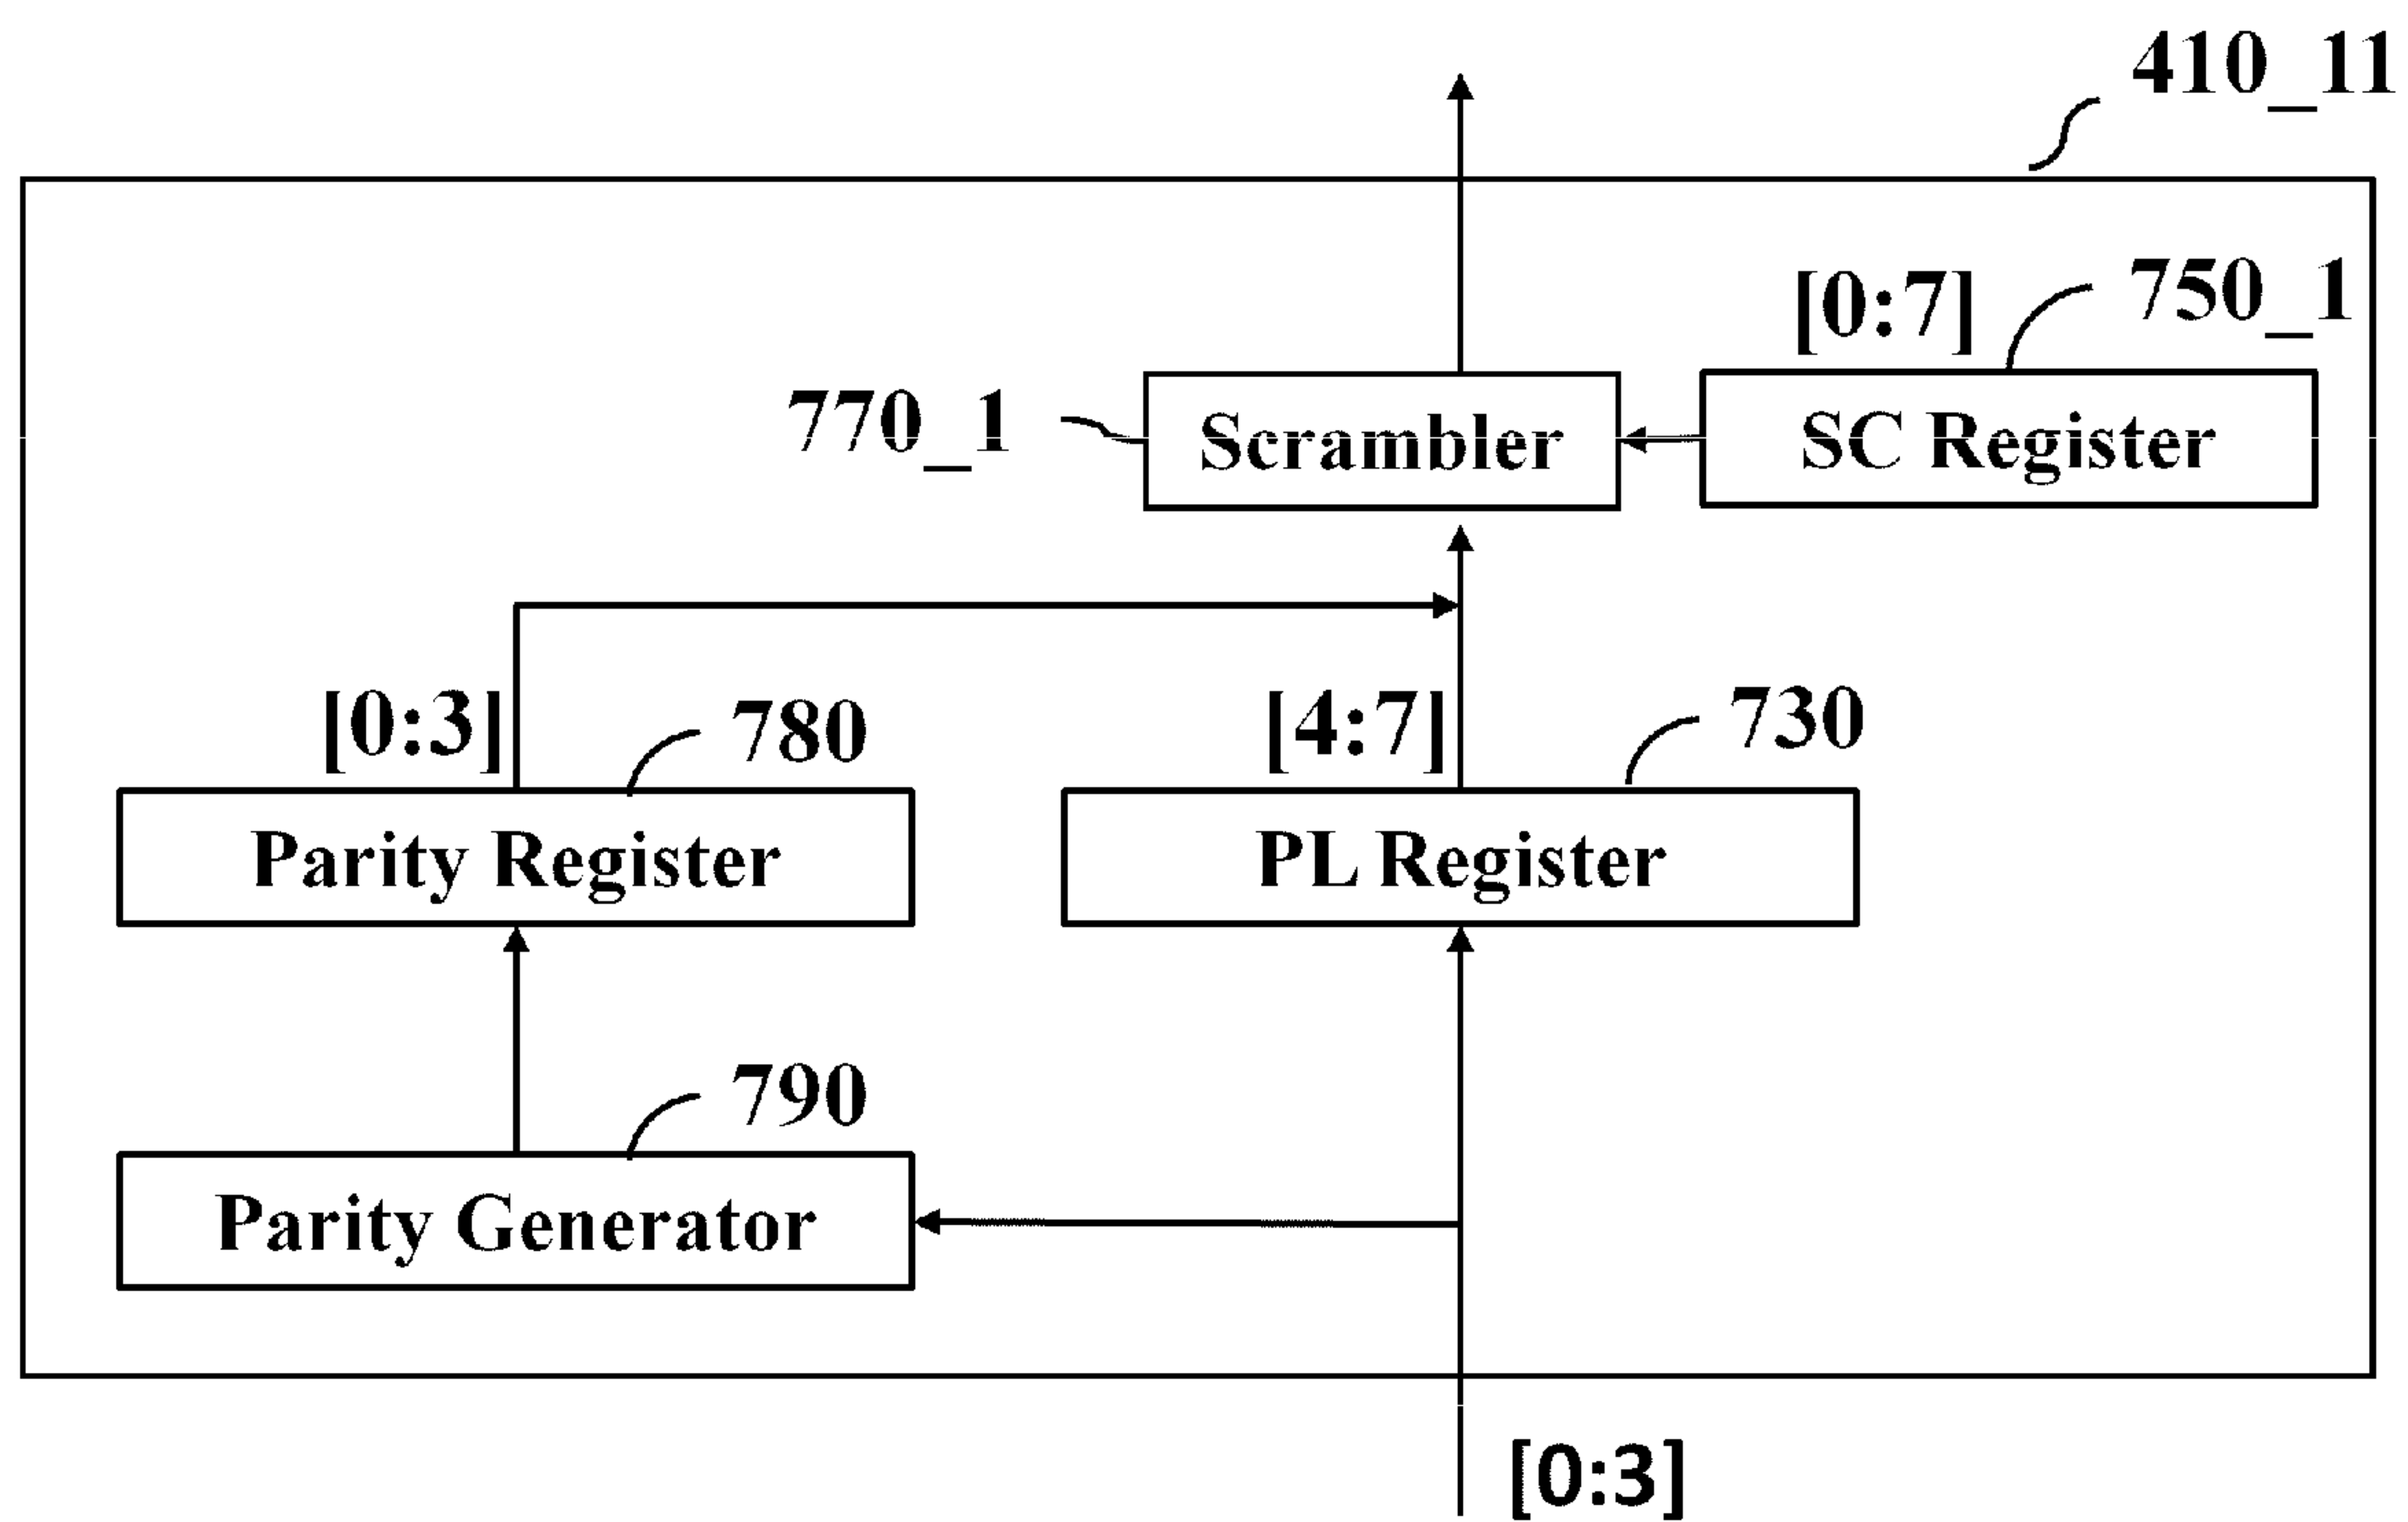 410_11
[0:7]
750_1
770_1
Scrambler
SC Register
[0:3]
780
[4:7]
730
Parity Register
PL Register
790
Parity Generator
[0:3]